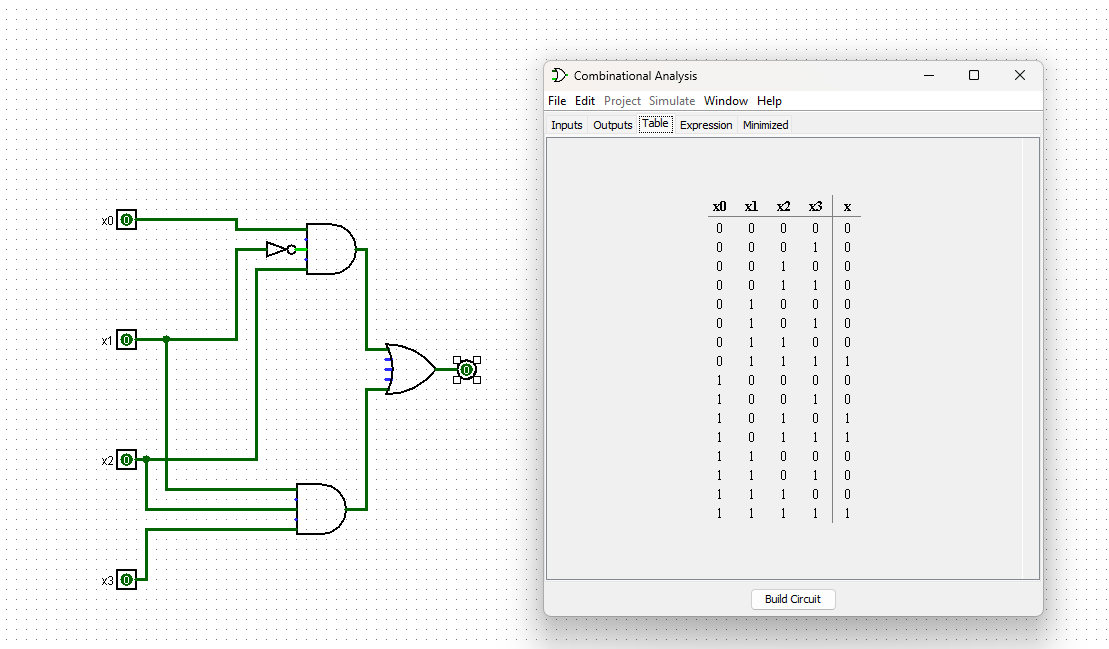 Combinational Analysis
File Edit Project Simulate Window Help
Inputs Outputs Table Expression Minimized
x0 x1 x2 x3 x
0 0 0 0 0
0 0 0 1 0
0 0 1 0 0
0 0 1 1 0
0 1 0 0 0
0 1 0 1 0
0 1 1 0 0
0 1 1 1 1
1 0 0 0 0
1 0 0 1 0
1 0 1 0 1
1 0 1 1 1
1 1 0 0 0
1 1 0 1 0
1 1 1 0 0
1 1 1 1 1
Build Circuit
x0 0
x1 0
0
x2 0
x3 0